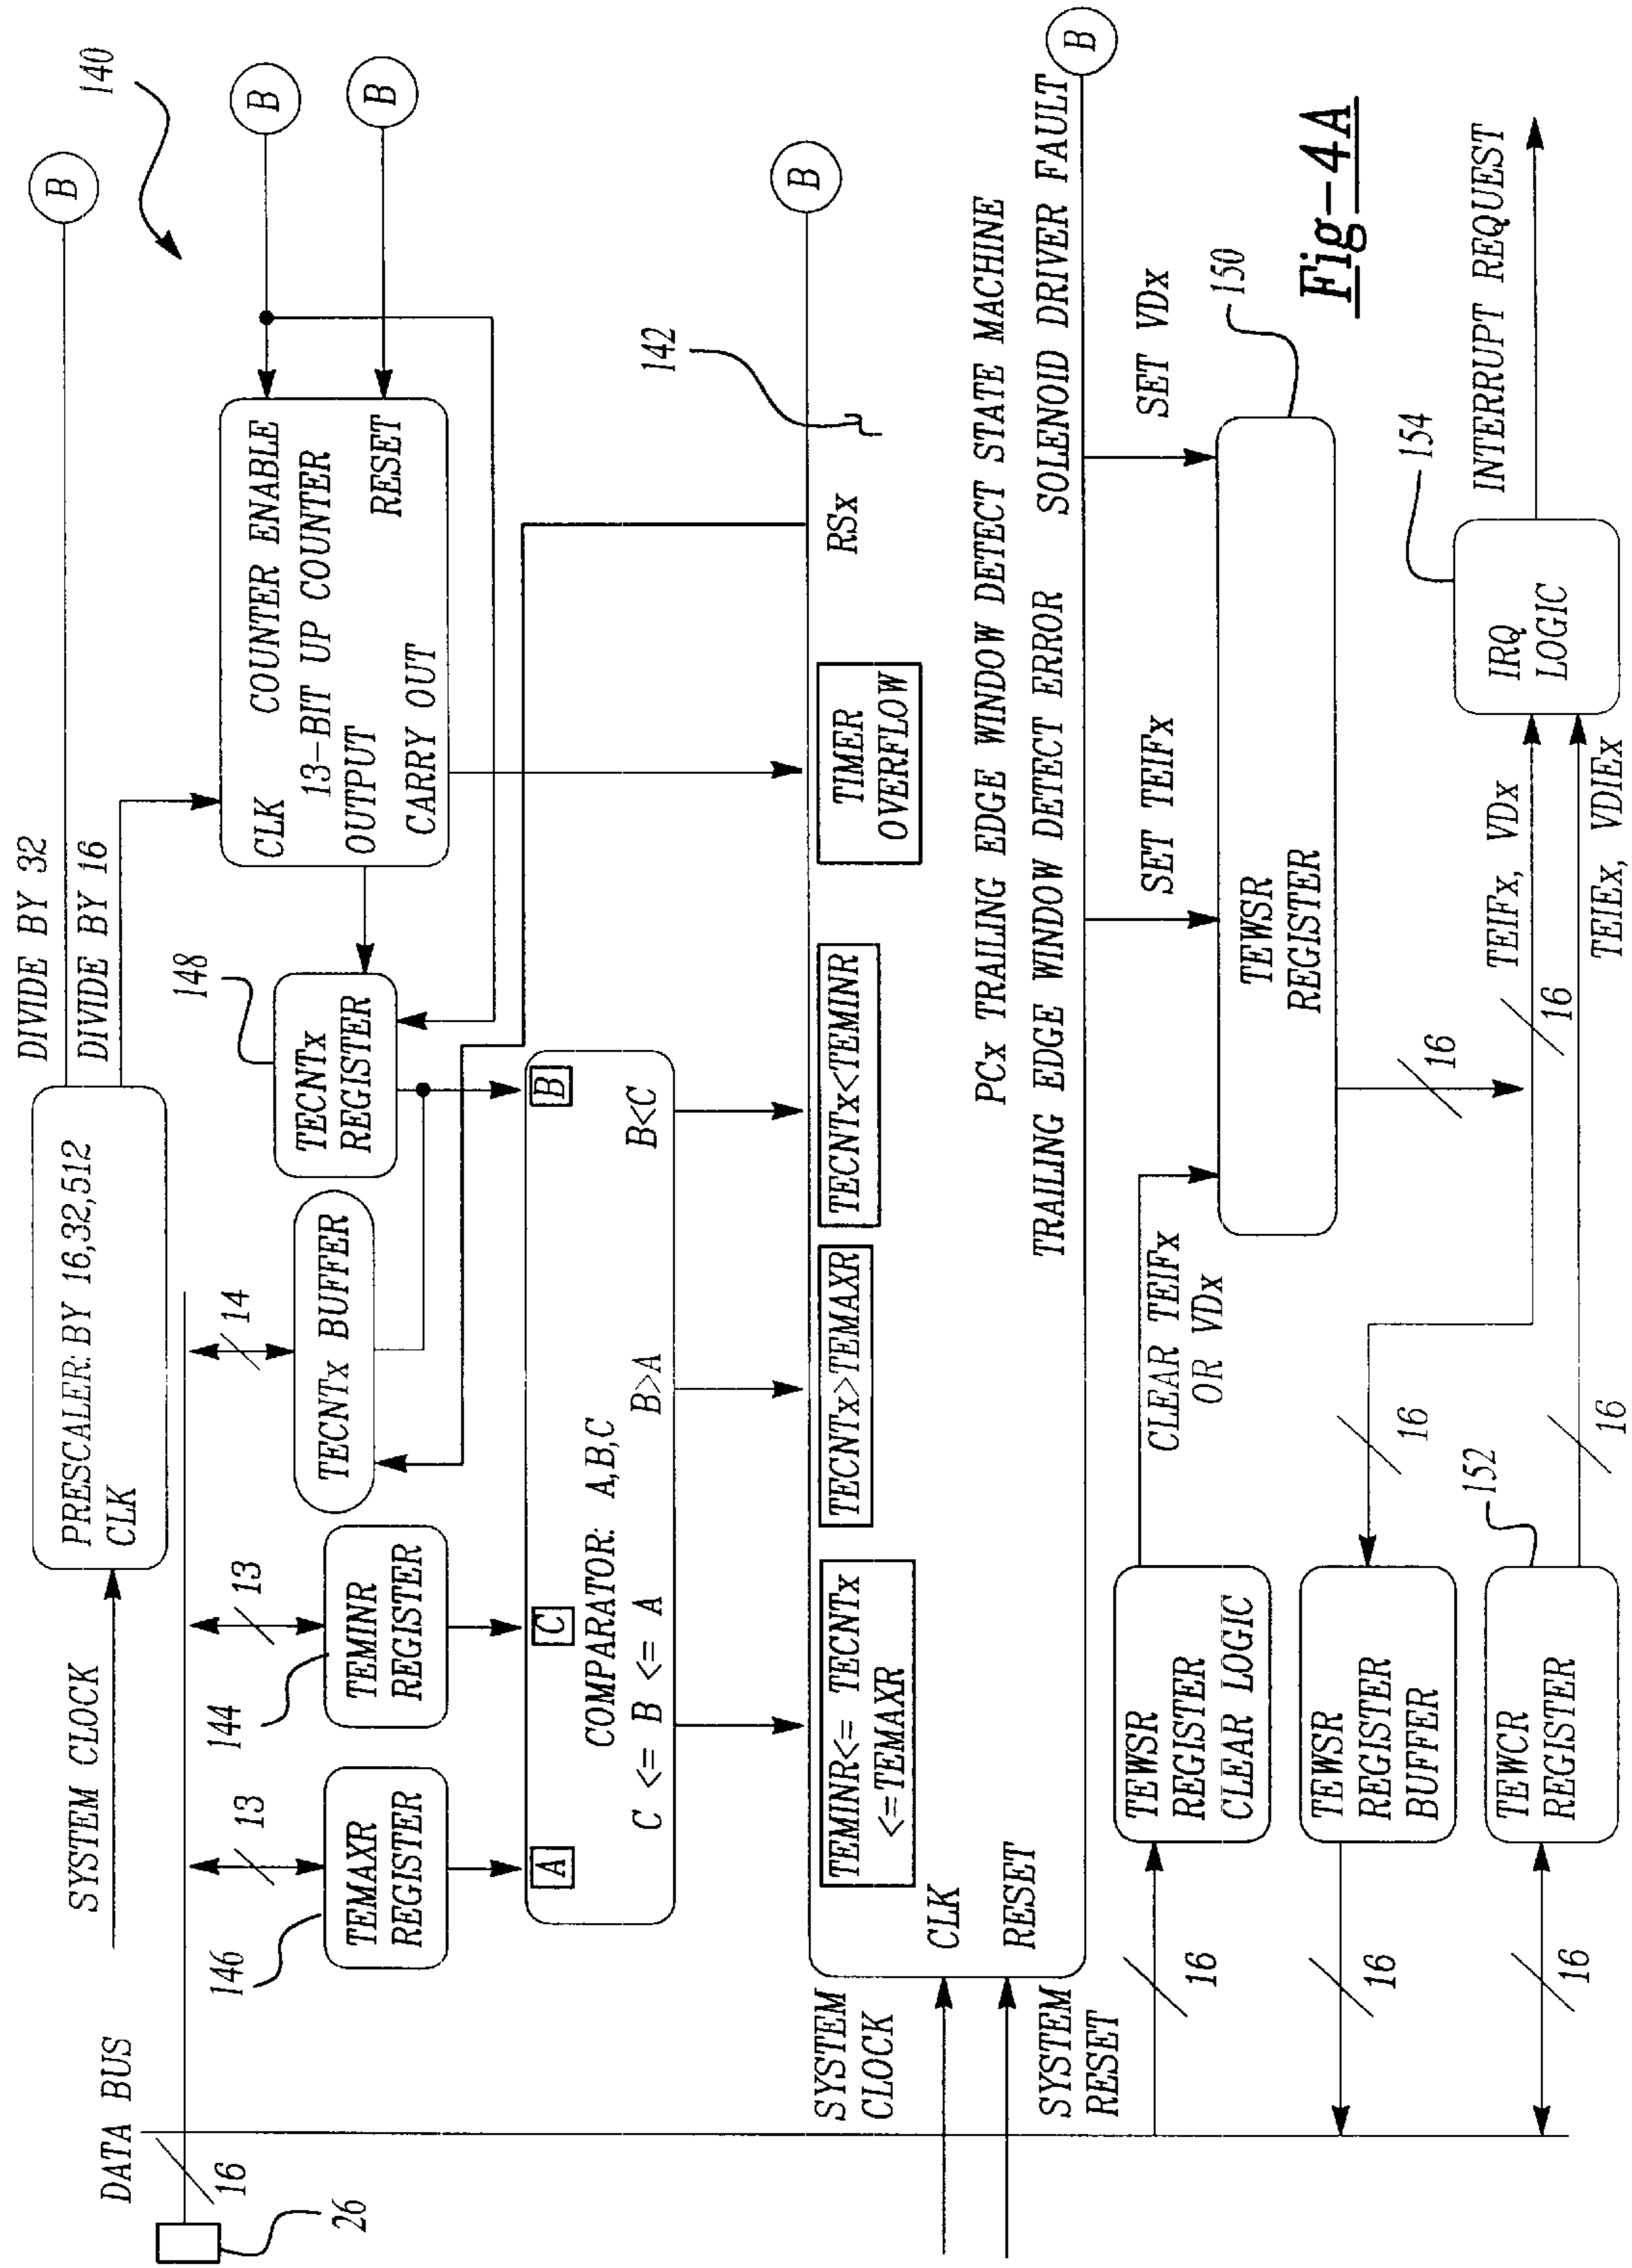 SYSTEM CLOCK
PRESCALER: BY 16,32,512
CLK
DIVIDE BY 32
DIVIDE BY 16
B
140
DATA BUS
16
26
13
13
14
146
TEMAXR
REGISTER
144
TEMINR
REGISTER
TECNTx BUFFER
148
TECNTx
REGISTER
CLK
COUNTER ENABLE
13-BIT UP COUNTER
OUTPUT
RESET
CARRY OUT
B
B
A
C
B
COMPARATOR: A,B,C
C <= B <= A
B>A
B<C
142
B
TEMINR<= TECNTx
<=TEMAXR
TECNTx>TEMAXR
TECNTx<TEMINR
TIMER
OVERFLOW
RSx
SYSTEM
CLOCK
CLK
RESET
SYSTEM
RESET
PCx TRAILING EDGE WINDOW DETECT STATE MACHINE
TRAILING EDGE WINDOW DETECT ERROR
SOLENOID DRIVER FAULT
B
16
TEWSR
REGISTER
CLEAR LOGIC
CLEAR TEIFx
OR VDx
SET TEIFx
SET VDx
TEWSR
REGISTER
150
16
16
TEWSR
REGISTER
BUFFER
16
16
TEIFx, VDx
16
TEWCR
REGISTER
152
16
TEIEx, VDIEx
IRQ
LOGIC
154
INTERRUPT REQUEST
Fig-4A